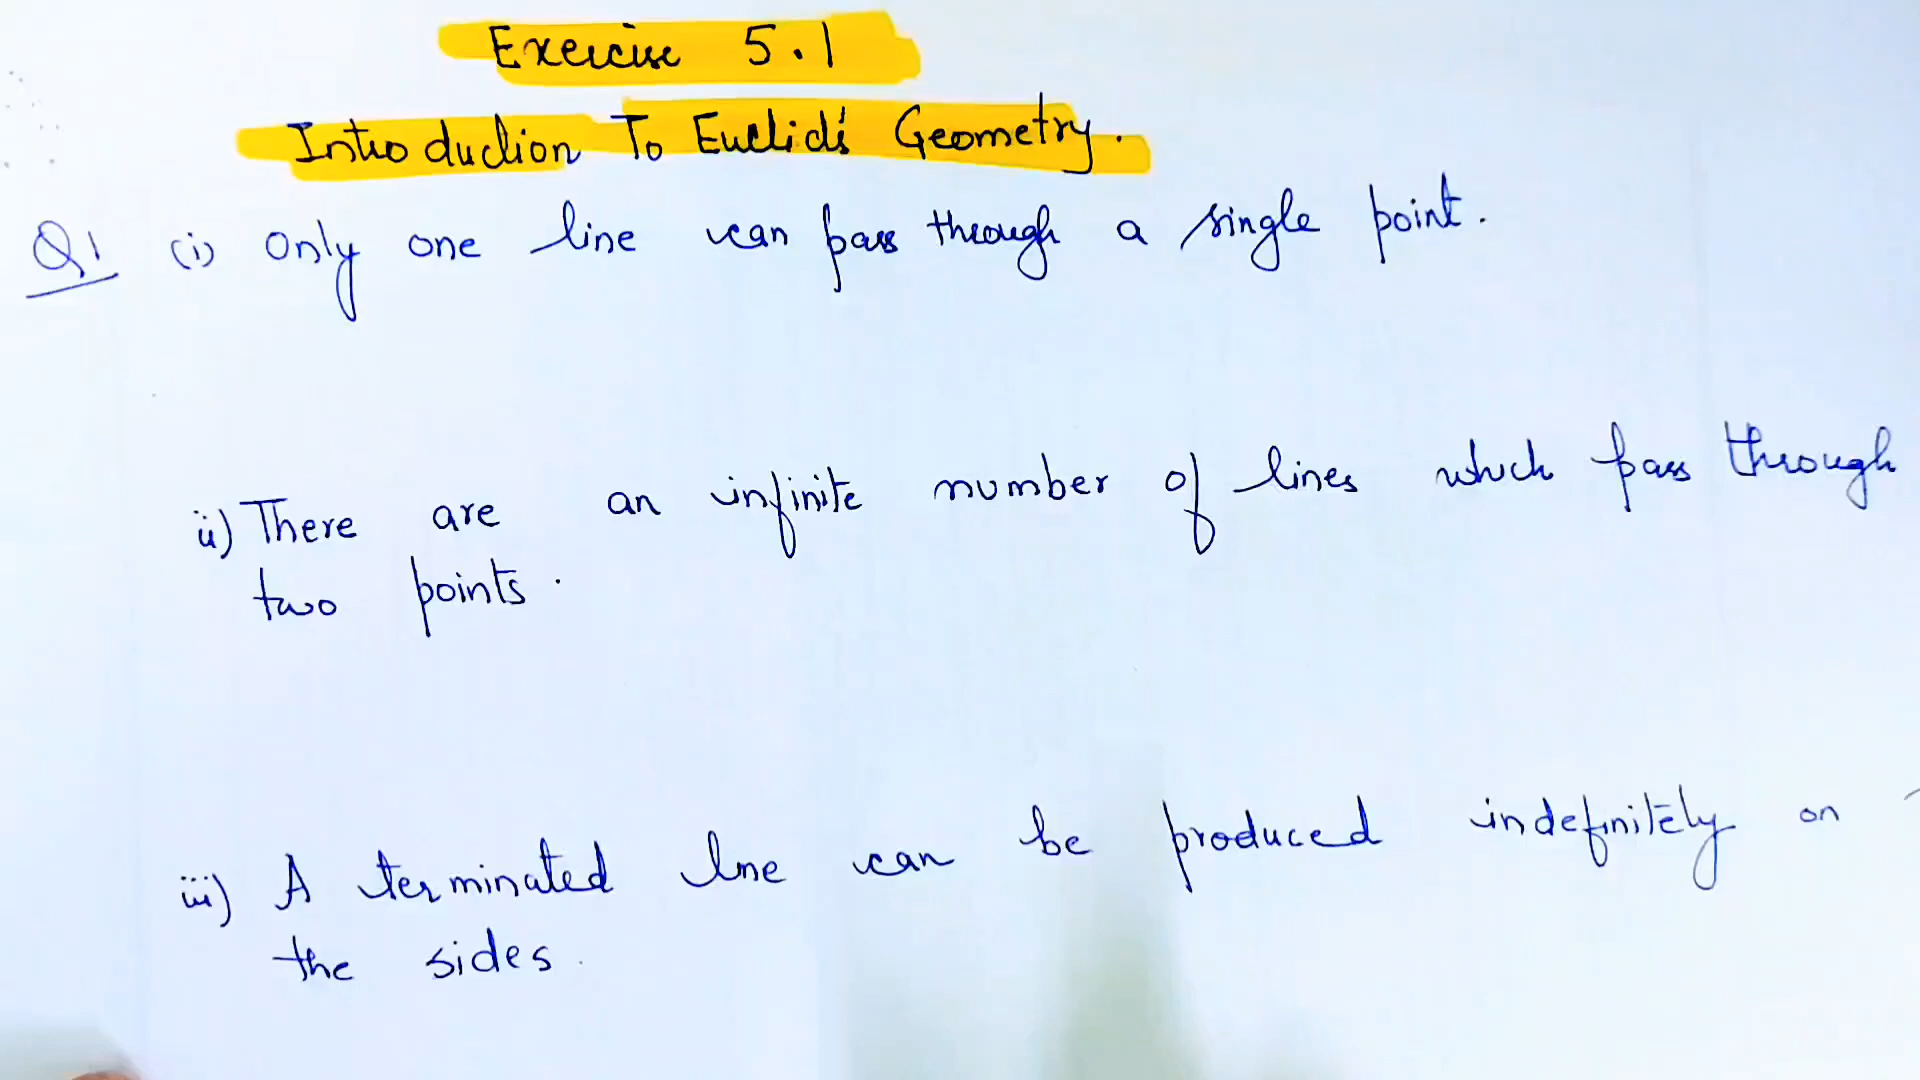 Exercise 5.1
Introduction To Euclid's Geometry.
Q1 (i) Only one line can pass through a single point.
ii) There are an infinite number of lines which pass through
two points.
iii) A terminated line can be produced indefinitely on
the sides.